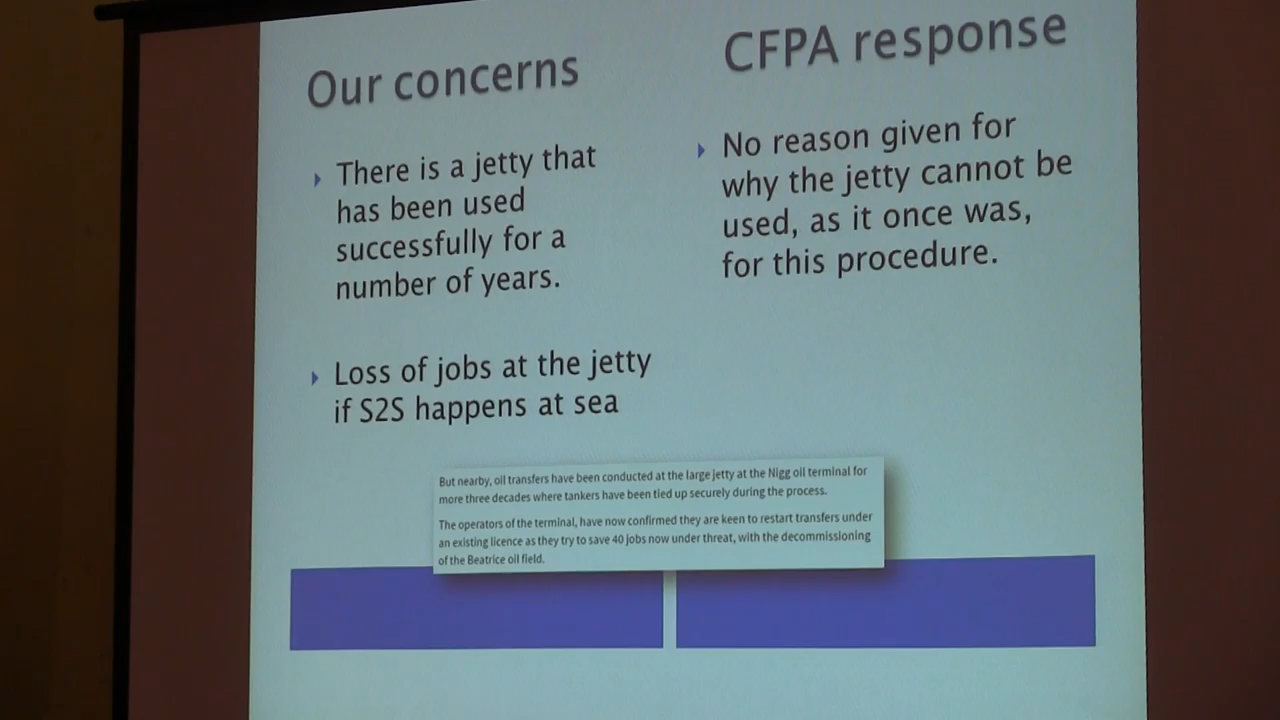 Our concerns
There is a jetty that
has been used
successfully for a
number of years.
Loss of jobs at the jetty
if S2S happens at sea
CFPA response
No reason given for
why the jetty cannot be
used, as it once was,
for this procedure.
But nearby, oil transfers have been conducted at the large jetty at the Nigg oil terminal for
more three decades where tankers have been tied up securely during the process.
The operators of the terminal, have now confirmed they are keen to restart transfers under
an existing licence as they try to save 40 jobs now under threat, with the decommissioning
of the Beatrice oil field.